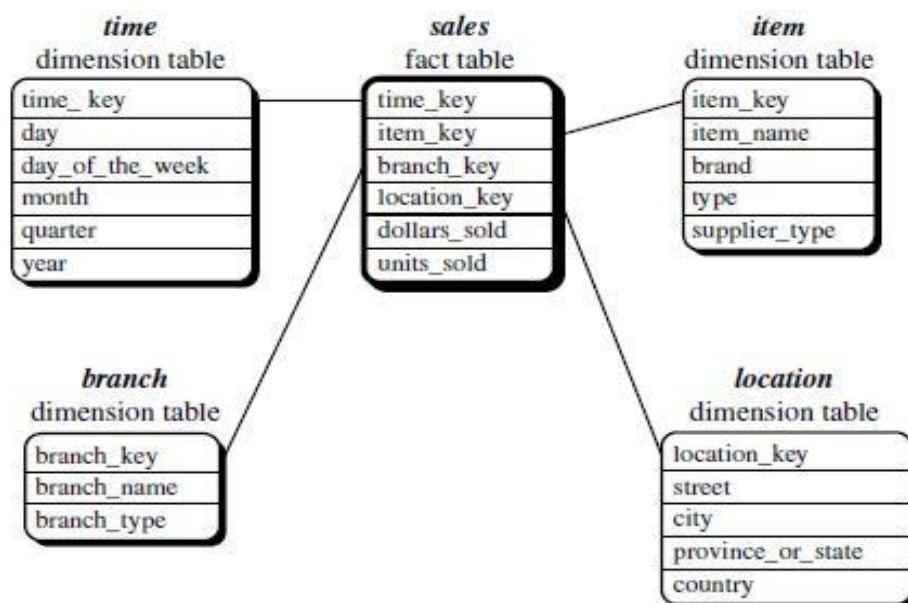 time
dimension table
time_ key
day
day_of_the_week
month
quarter
year
sales
fact table
time_key
item_key
branch_key
location_key
dollars_sold
units_sold
item
dimension table
item_key
item_name
brand
type
supplier_type
branch
dimension table
branch_key
branch_name
branch_type
location
dimension table
location_key
street
city
province_or_state
country